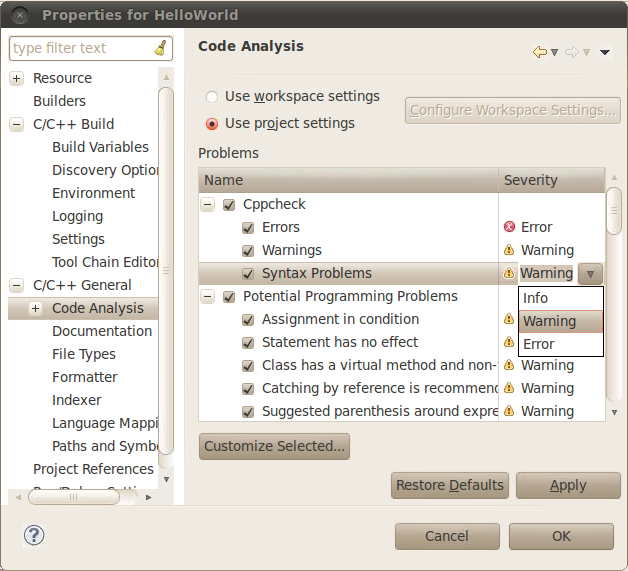 Properties for HelloWorld
type filter text
Resource
Builders
C/C++ Build
Build Variables
Discovery Option
Environment
Logging
Settings
Tool Chain Editor
C/C++ General
Code Analysis
Documentation
File Types
Formatter
Indexer
Language Mappi
Paths and Symbo
Project References
Code Analysis
Use workspace settings
Use project settings
Configure Workspace Settings...
Problems
Name Severity
Cppcheck
Errors Error
Warnings Warning
Syntax Problems Warning
Potential Programming Problems Info
Assignment in condition Warning
Statement has no effect Error
Class has a virtual method and non- Warning
Catching by reference is recommend Warning
Suggested parenthesis around expre Warning
Customize Selected...
Restore Defaults Apply
? Cancel OK